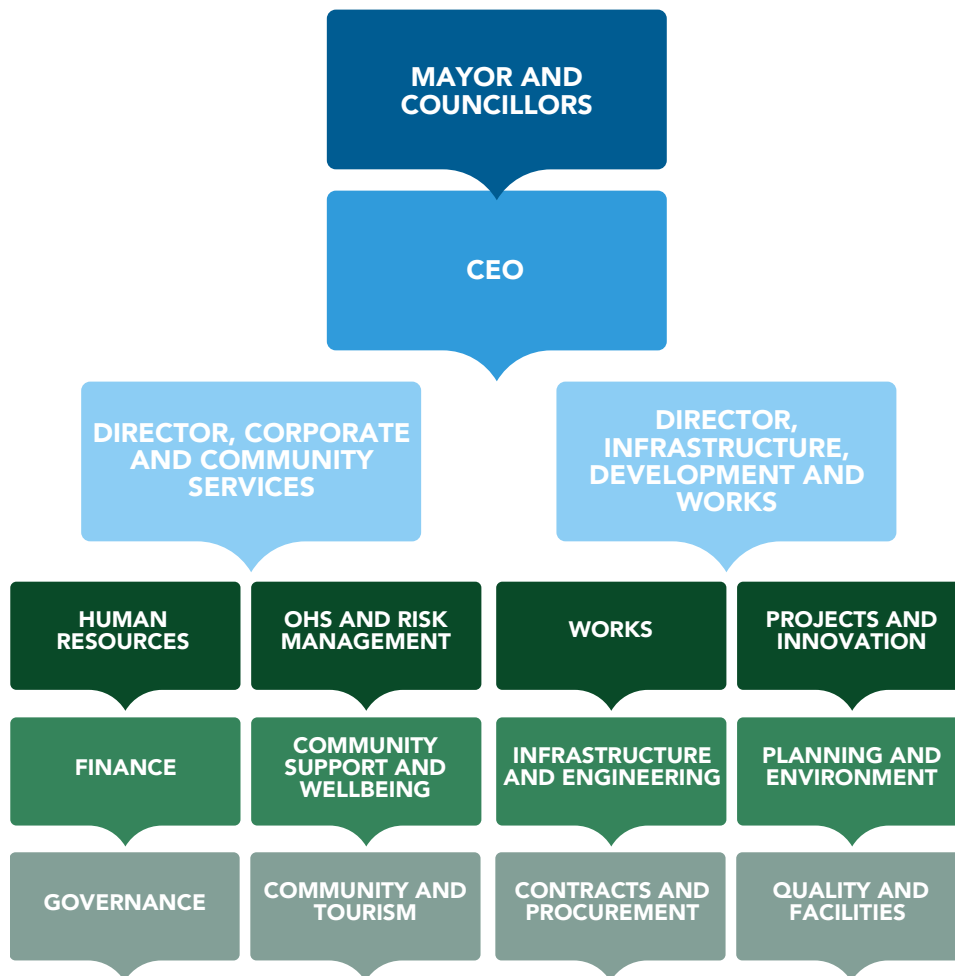 MAYOR AND
COUNCILLORS
CEO
DIRECTOR, CORPORATE
AND COMMUNITY
SERVICES
DIRECTOR,
INFRASTRUCTURE,
DEVELOPMENT AND
WORKS
HUMAN
RESOURCES
OHS AND RISK
MANAGEMENT
WORKS
PROJECTS AND
INNOVATION
FINANCE
COMMUNITY
SUPPORT AND
WELLBEING
INFRASTRUCTURE
AND ENGINEERING
PLANNING AND
ENVIRONMENT
GOVERNANCE
COMMUNITY AND
TOURISM
CONTRACTS AND
PROCUREMENT
QUALITY AND
FACILITIES